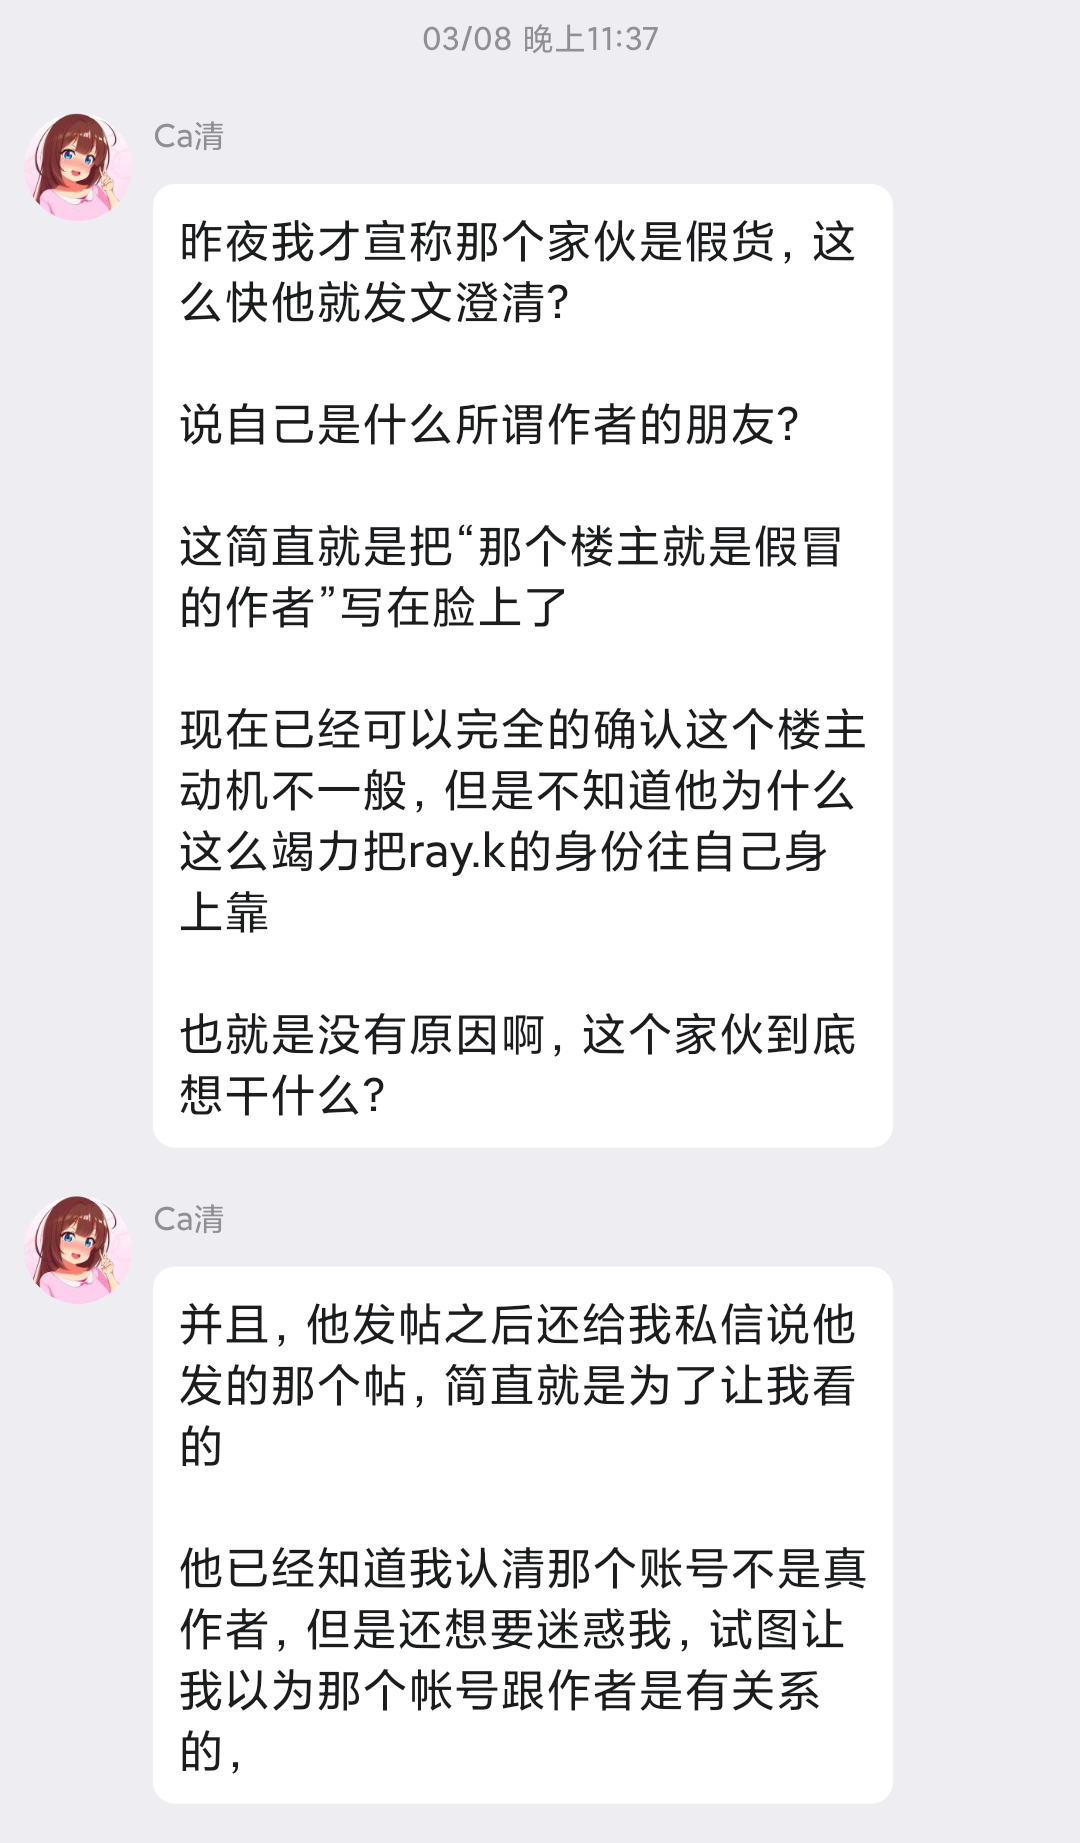 03/08 晚上11:37
Ca清
昨夜我才宣称那个家伙是假货，这
么快他就发文澄清？
说自己是什么所谓作者的朋友？
这简直就是把“那个楼主就是假冒
的作者”写在脸上了
现在已经可以完全的确认这个楼主
动机不一般，但是不知道他为什么
这么竭力把ray.k的身份往自己身
上靠
也就是没有原因啊，这个家伙到底
想干什么？
Ca清
并且，他发帖之后还给我私信说他
发的那个帖，简直就是为了让我看
的
他已经知道我认清那个账号不是真
作者，但是还想要迷惑我，试图让
我以为那个帐号跟作者是有关系
的，